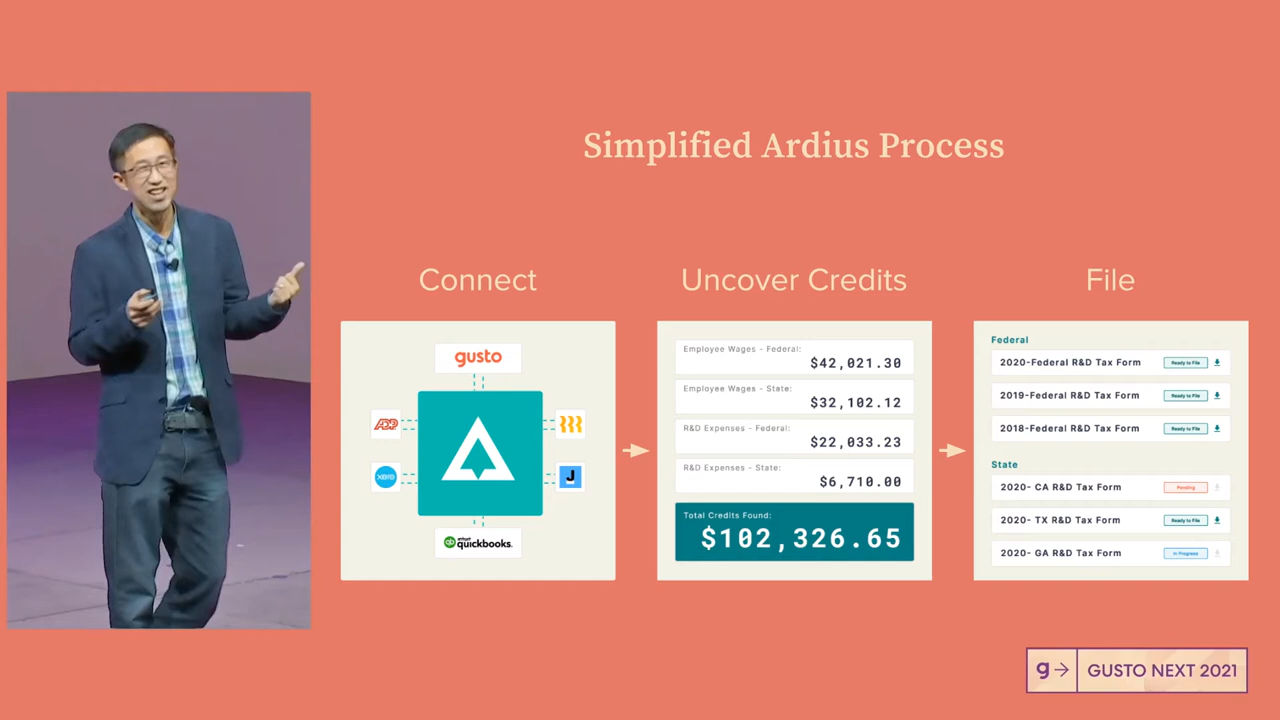 Simplified Ardius Process
Connect
gusto
ADP
xero
J
intuit
quickbooks.
Uncover Credits
Employee Wages - Federal:
$42,021.30
Employee Wages - State:
$32,102.12
R&D Expenses - Federal:
$22,033.23
R&D Expenses - State:
$6,710.00
Total Credits Found:
$102,326.65
File
Federal
2020-Federal R&D Tax Form Ready to File
2019-Federal R&D Tax Form Ready to File
2018-Federal R&D Tax Form Ready to File
State
2020- CA R&D Tax Form Pending
2020- TX R&D Tax Form Ready to File
2020- GA R&D Tax Form In Progress
g→ GUSTO NEXT 2021